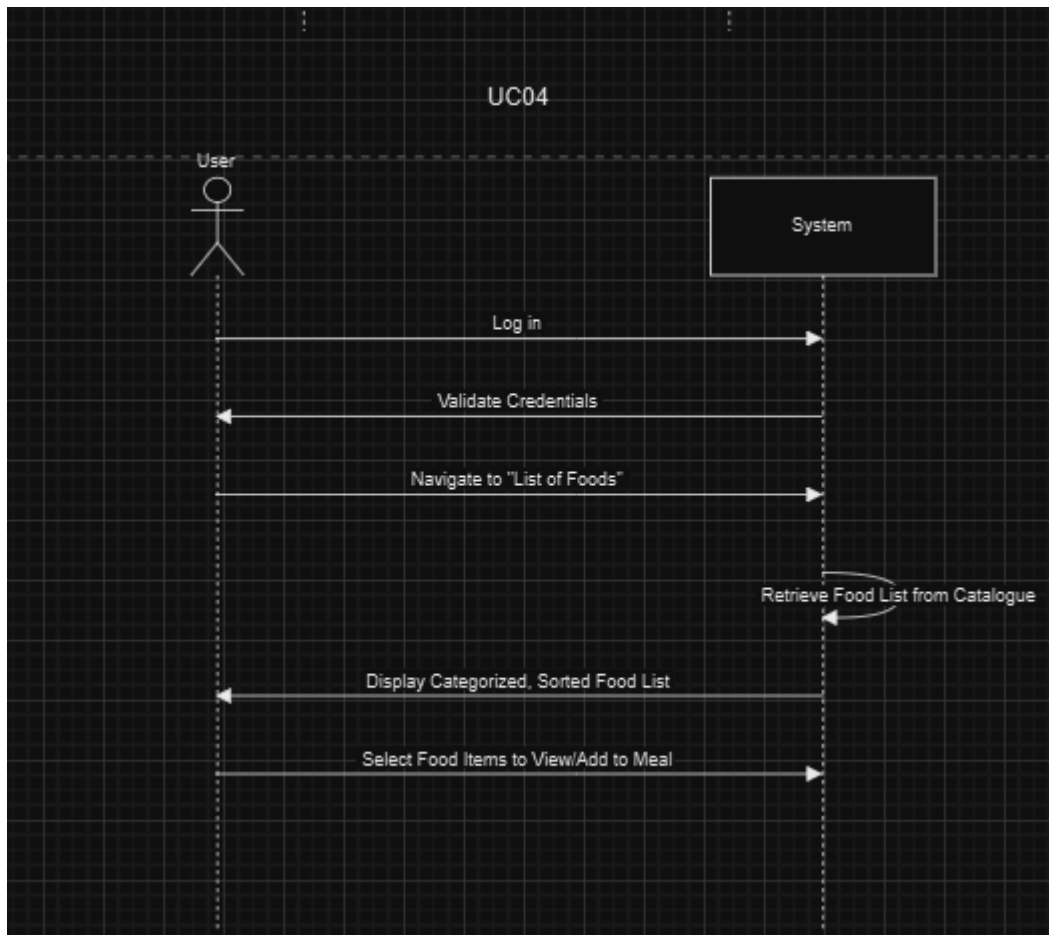 UC04
User
System
Log in
Validate Credentials
Navigate to "List of Foods"
Retrieve Food List from Catalogue
Display Categorized, Sorted Food List
Select Food Items to View/Add to Meal